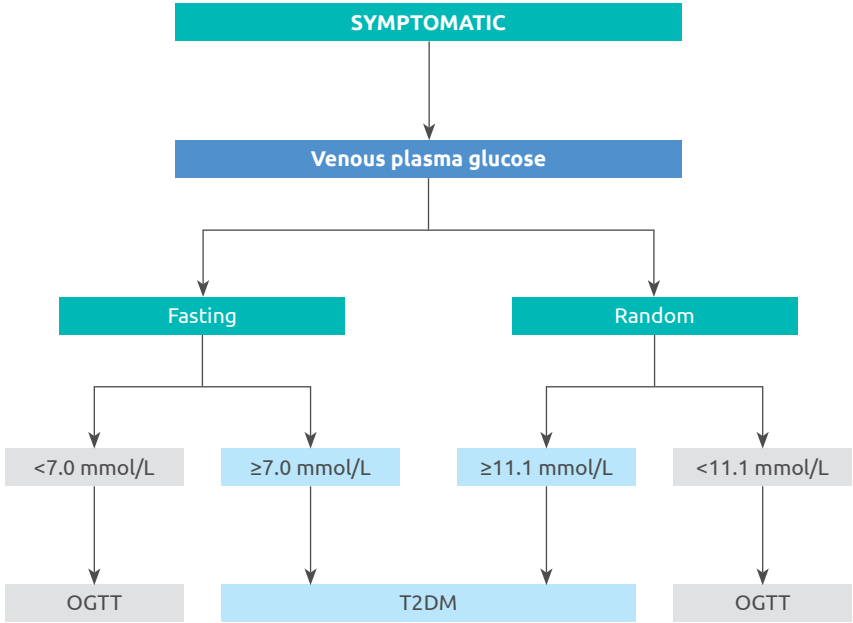 SYMPTOMATIC
Venous plasma glucose
Fasting
Random
<7.0 mmol/L
≥7.0 mmol/L
≥11.1 mmol/L
<11.1 mmol/L
OGTT
T2DM
OGTT